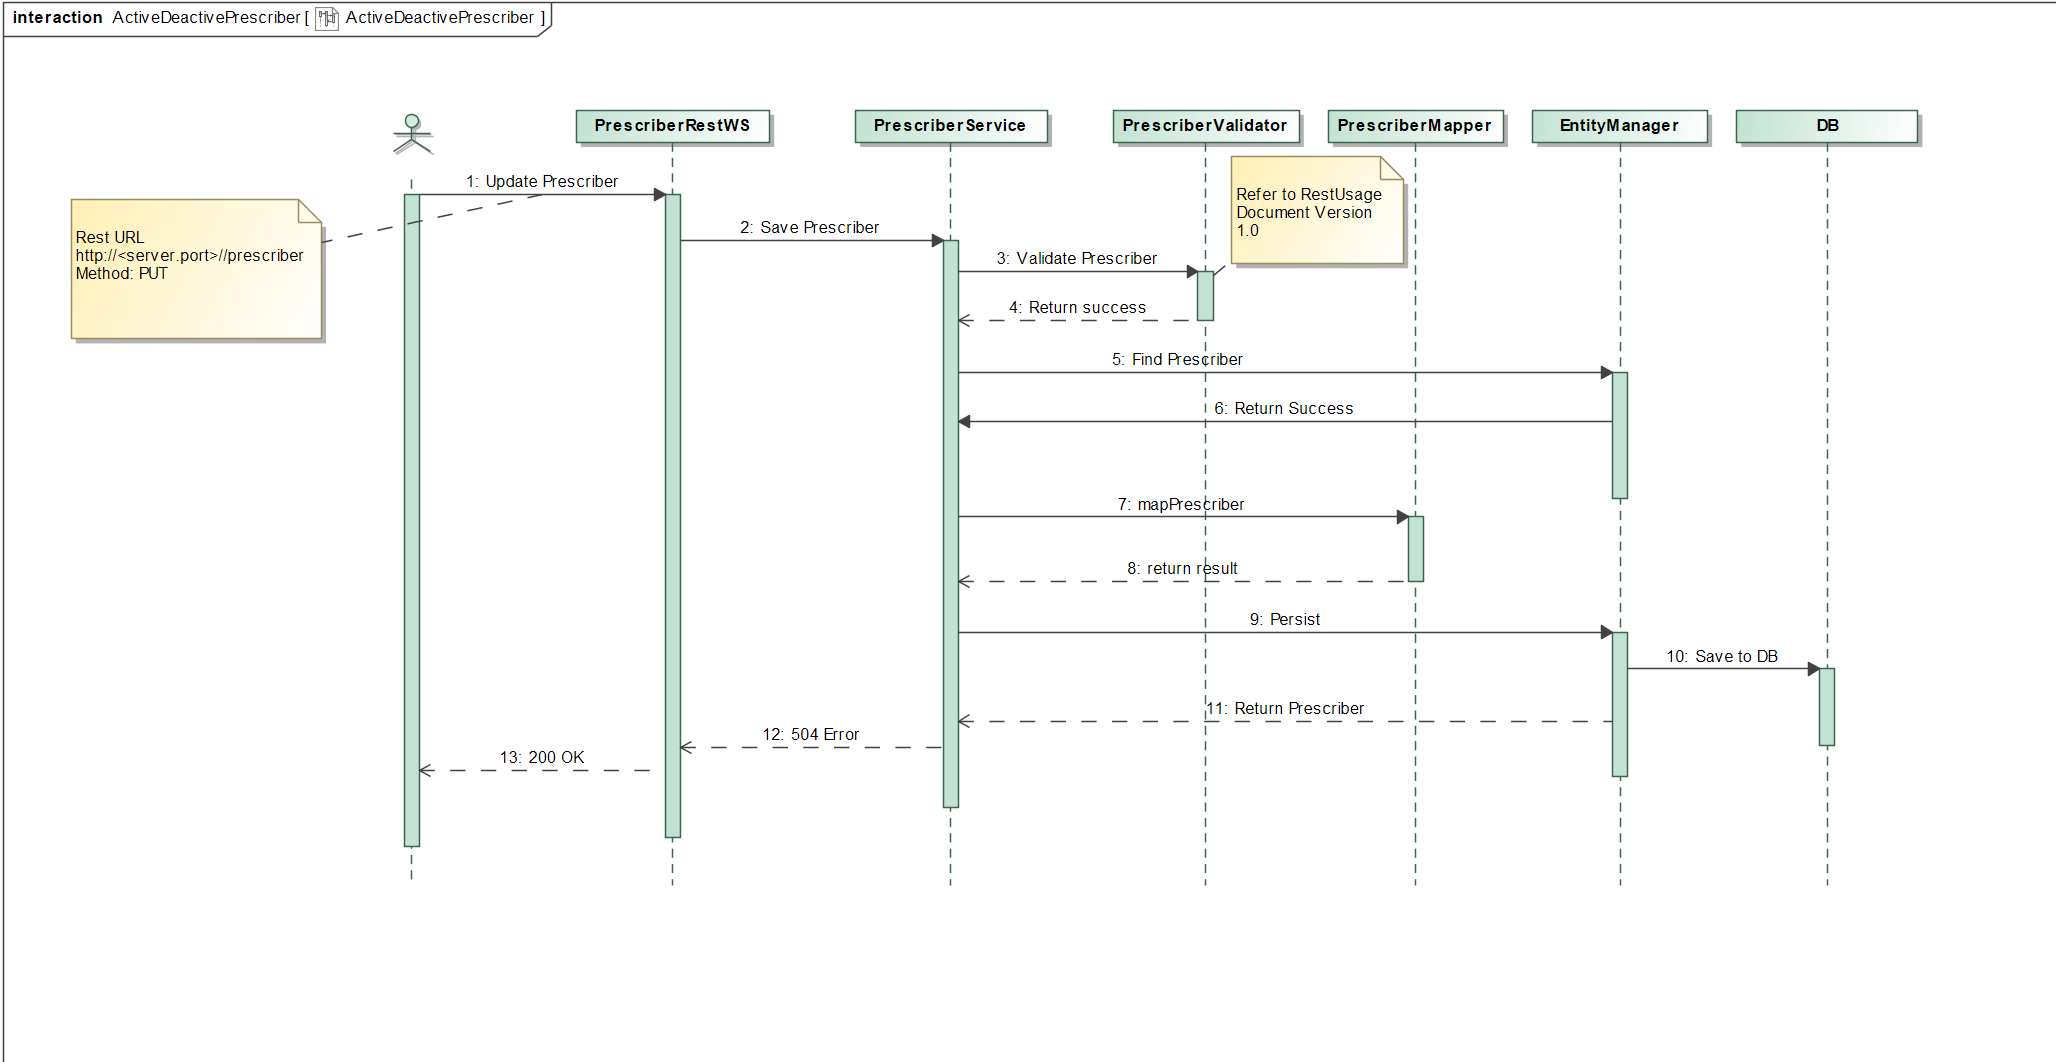 interaction ActiveDeactivePrescriber [ ActiveDeactivePrescriber ]
PrescriberRestWS
PrescriberService
PrescriberValidator
PrescriberMapper
EntityManager
DB
1: Update Prescriber
Rest URL
http://<server.port>//prescriber
Method: PUT
Refer to RestUsage
Document Version
1.0
2: Save Prescriber
3: Validate Prescriber
4: Return success
5: Find Prescriber
6: Return Success
7: mapPrescriber
8: return result
9: Persist
10: Save to DB
11: Return Prescriber
12: 504 Error
13: 200 OK